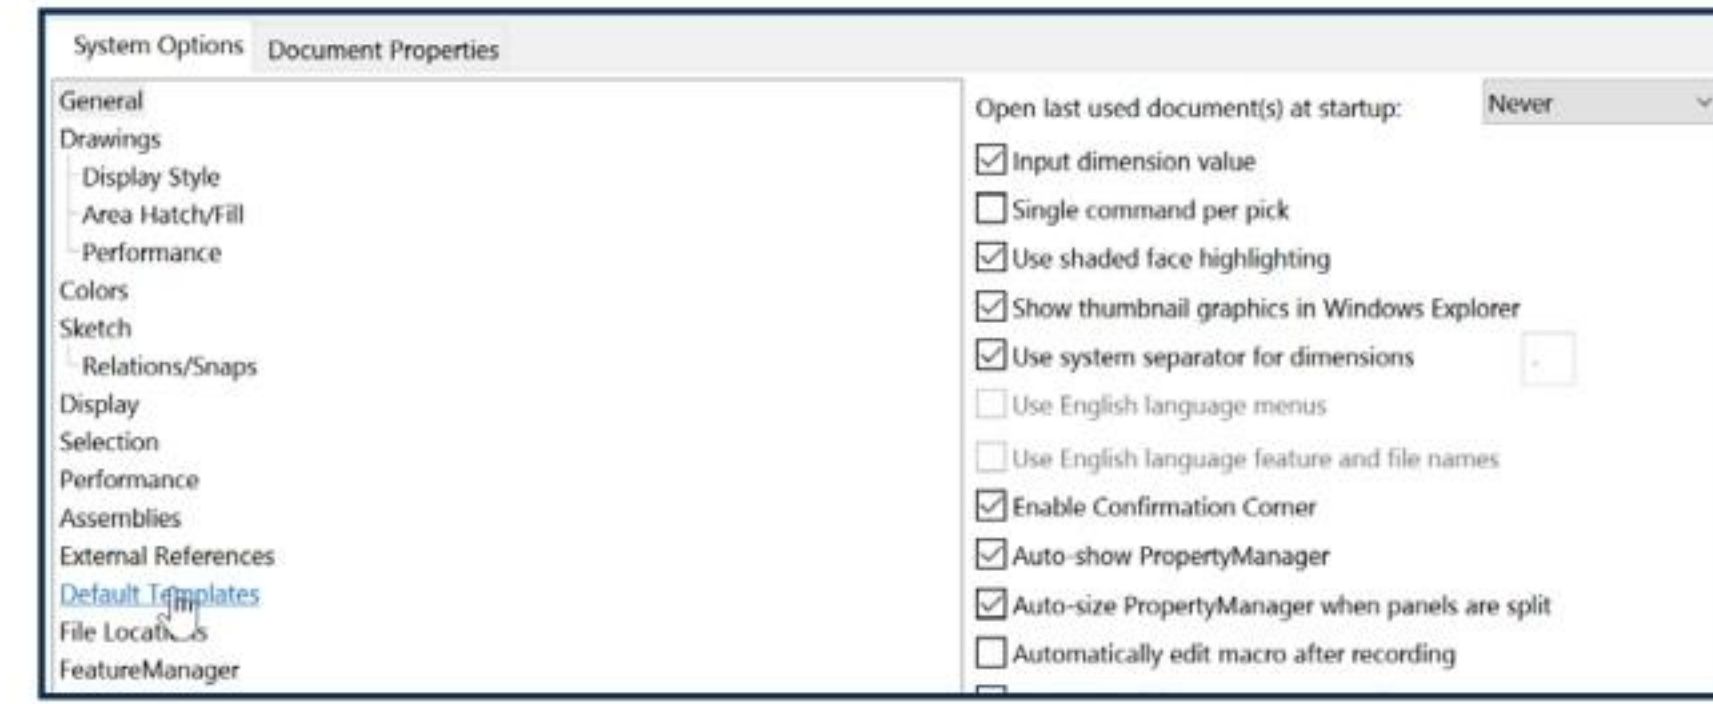 System Options
Document Properties
General
Drawings
Display Style
Area Hatch/Fill
Performance
Colors
Sketch
Relations/Snaps
Display
Selection
Performance
Assemblies
External References
Default Templates
File Locations
FeatureManager
Open last used document(s) at startup:
Never
Input dimension value
Single command per pick
Use shaded face highlighting
Show thumbnail graphics in Windows Explorer
Use system separator for dimensions
.
Use English language menus
Use English language feature and file names
Enable Confirmation Corner
Auto-show PropertyManager
Auto-size PropertyManager when panels are split
Automatically edit macro after recording